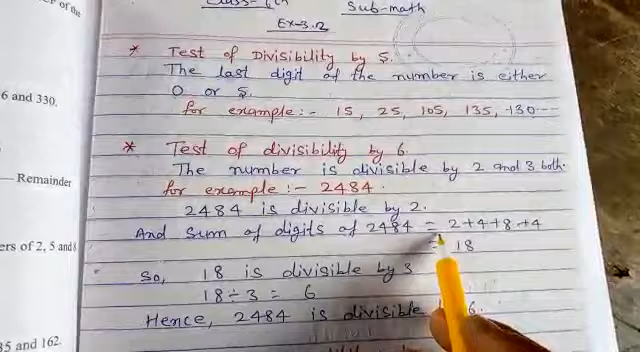 Class-6th Sub-math
Ex-3.2
of the
* Test of Divisibility by 5.
The last digit of the number is either
0 or 5.
6 and 330.
for example:- 15, 25, 105, 135, 130---
* Test of divisibility by 6.
The number is divisible by 2 and 3 both.
— Remainder
for example:- 2484.
2484 is divisible by 2.
And Sum of digits of 2484 = 2+4+8+4
= 18
ers of 2, 5 and 8
So, 18 is divisible by 3
18÷3 = 6
Hence, 2484 is divisible 6.
35 and 162.